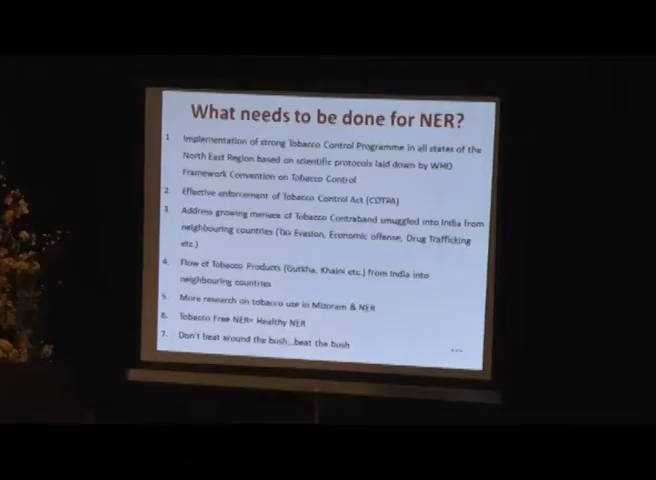 What needs to be done for NER?
1. Implementation of strong Tobacco Control Programme in all states of the
North East Region based on scientific protocols laid down by WHO
Framework Convention on Tobacco Control
2. Effective enforcement of Tobacco Control Act (COTPA)
3. Address growing menace of Tobacco Contraband smuggled into India from
neighbouring countries (Tax Evasion, Economic offense, Drug Trafficking
etc.)
4. Flow of Tobacco Products (Gutkha, Khaini etc.) from India into
neighbouring countries
5. More research on tobacco use in Mizoram & NER
6. Tobacco Free NER= Healthy NER
7. Don't beat around the bush...beat the bush